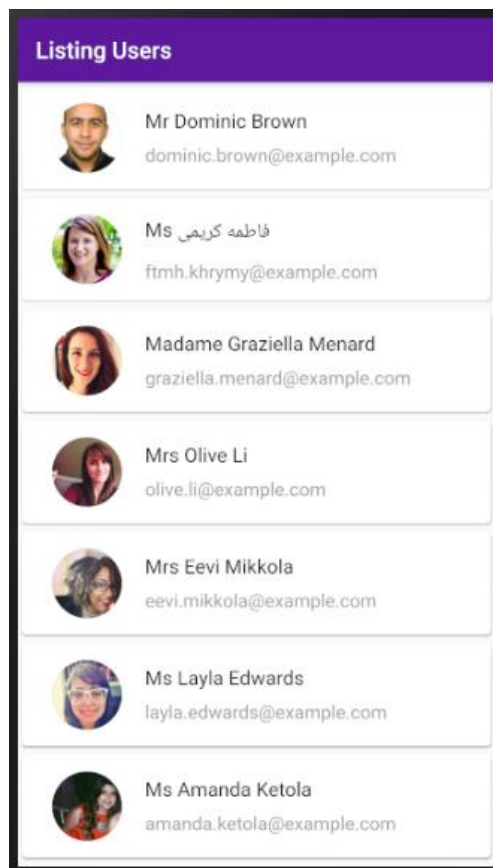 Listing Users
Mr Dominic Brown
dominic.brown@example.com
Ms فاطمه کریمی
ftmh.khrymy@example.com
Madame Graziella Menard
graziella.menard@example.com
Mrs Olive Li
olive.li@example.com
Mrs Eevi Mikkola
eevi.mikkola@example.com
Ms Layla Edwards
layla.edwards@example.com
Ms Amanda Ketola
amanda.ketola@example.com